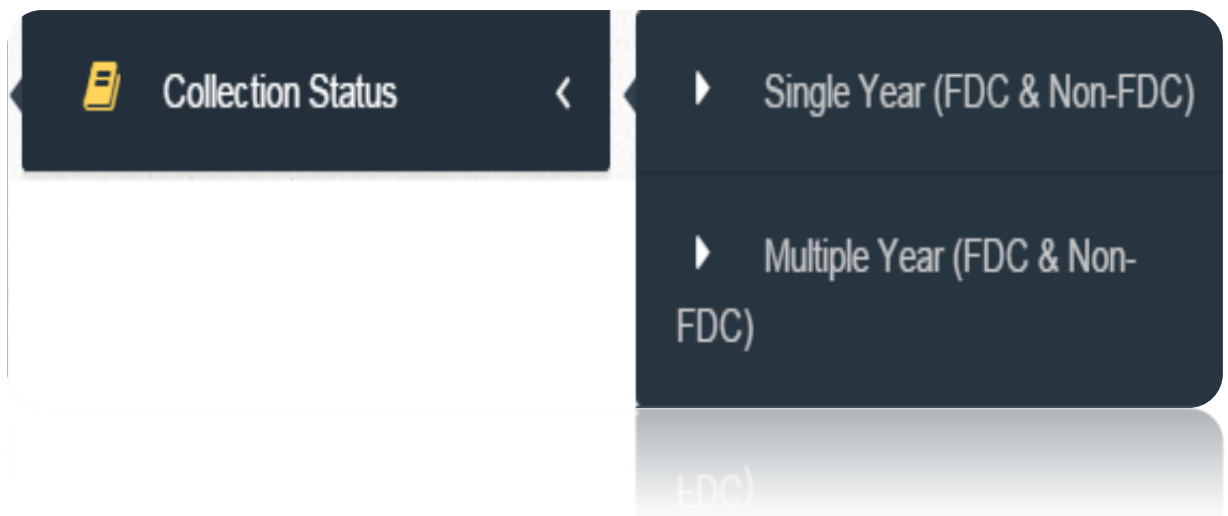 Collection Status
Single Year (FDC & Non-FDC)
Multiple Year (FDC & Non-
FDC)